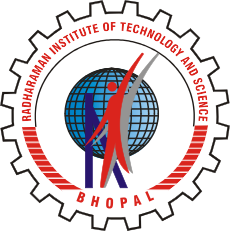 RADHARAMAN INSTITUTE OF TECHNOLOGY AND SCIENCE
BHOPAL